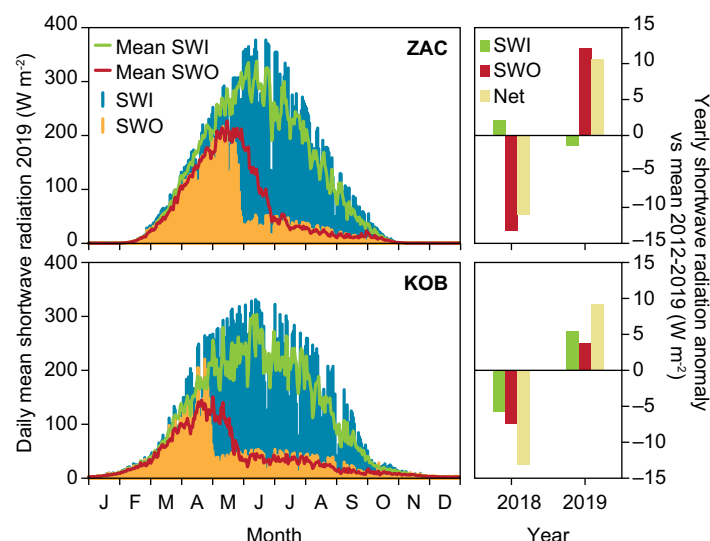 Daily mean shortwave radiation 2019 (W m⁻²)
400
300
200
100
0
Mean SWI
Mean SWO
SWI
SWO
ZAC
SWI
SWO
Net
15
10
5
0
–5
–10
–15
400
300
200
100
0
KOB
15
10
5
0
–5
–10
–15
J F M A M J J A S O N D
Month
2018 2019
Year
Yearly shortwave radiation anomaly
vs mean 2012-2019 (W m⁻²)